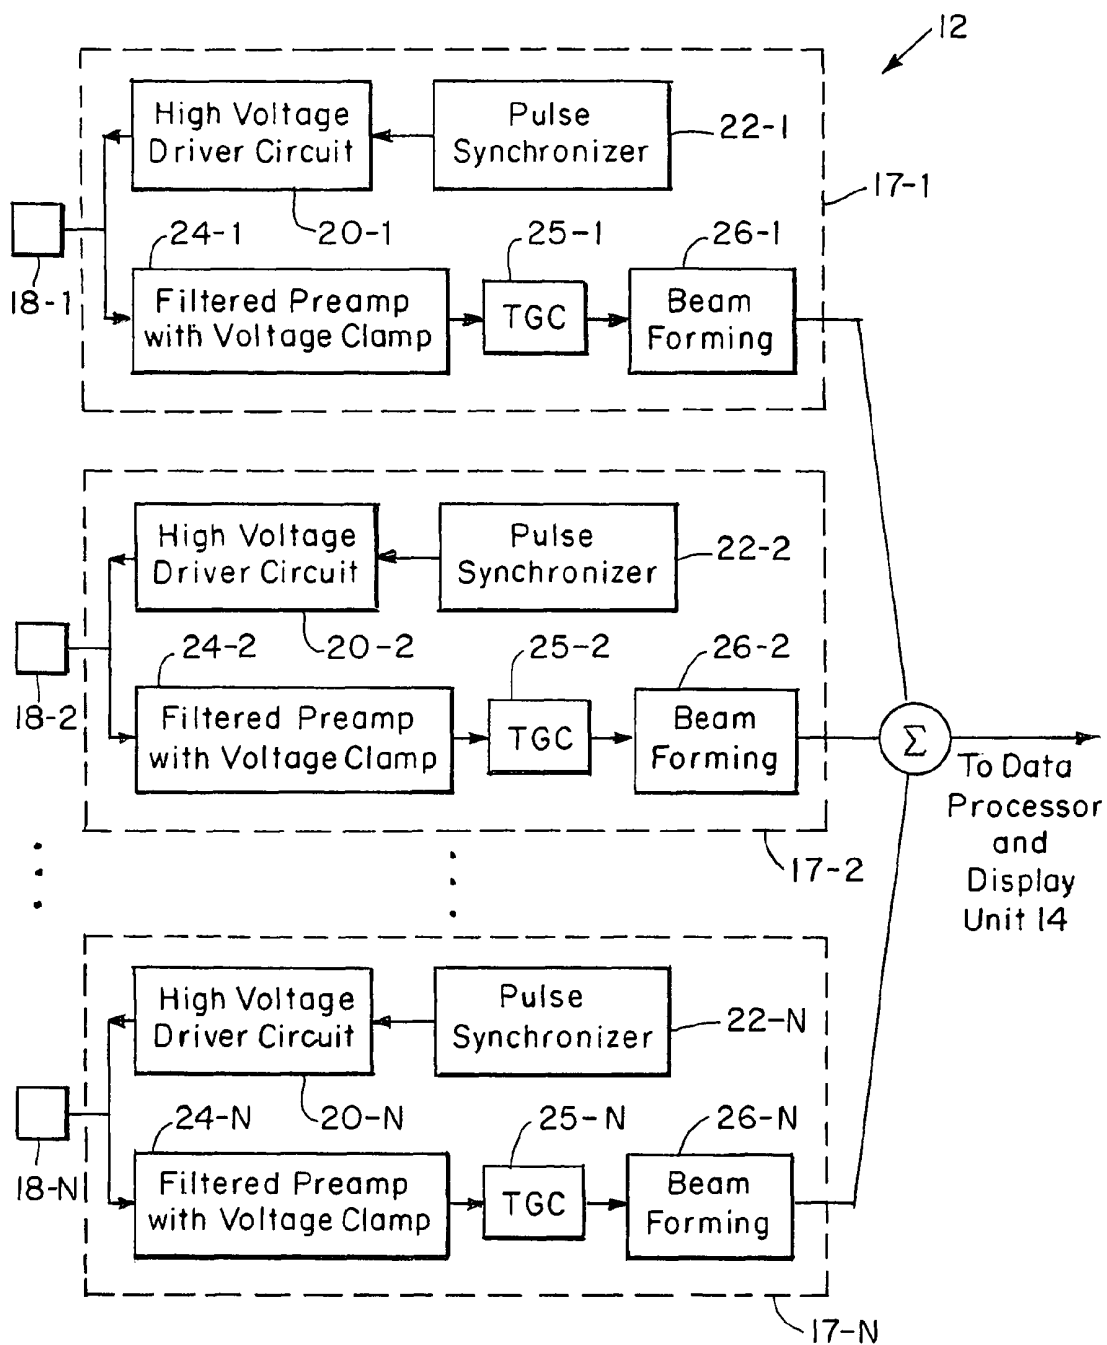 12
High Voltage
Driver Circuit
Pulse
Synchronizer
22-1
17-1
18-1
24-1
20-1
25-1
26-1
Filtered Preamp
with Voltage Clamp
TGC
Beam
Forming
High Voltage
Driver Circuit
Pulse
Synchronizer
22-2
18-2
24-2
20-2
25-2
26-2
Filtered Preamp
with Voltage Clamp
TGC
Beam
Forming
Σ
To Data
Processor
and
Display
Unit 14
17-2
High Voltage
Driver Circuit
Pulse
Synchronizer
22-N
18-N
24-N
20-N
25-N
26-N
Filtered Preamp
with Voltage Clamp
TGC
Beam
Forming
17-N